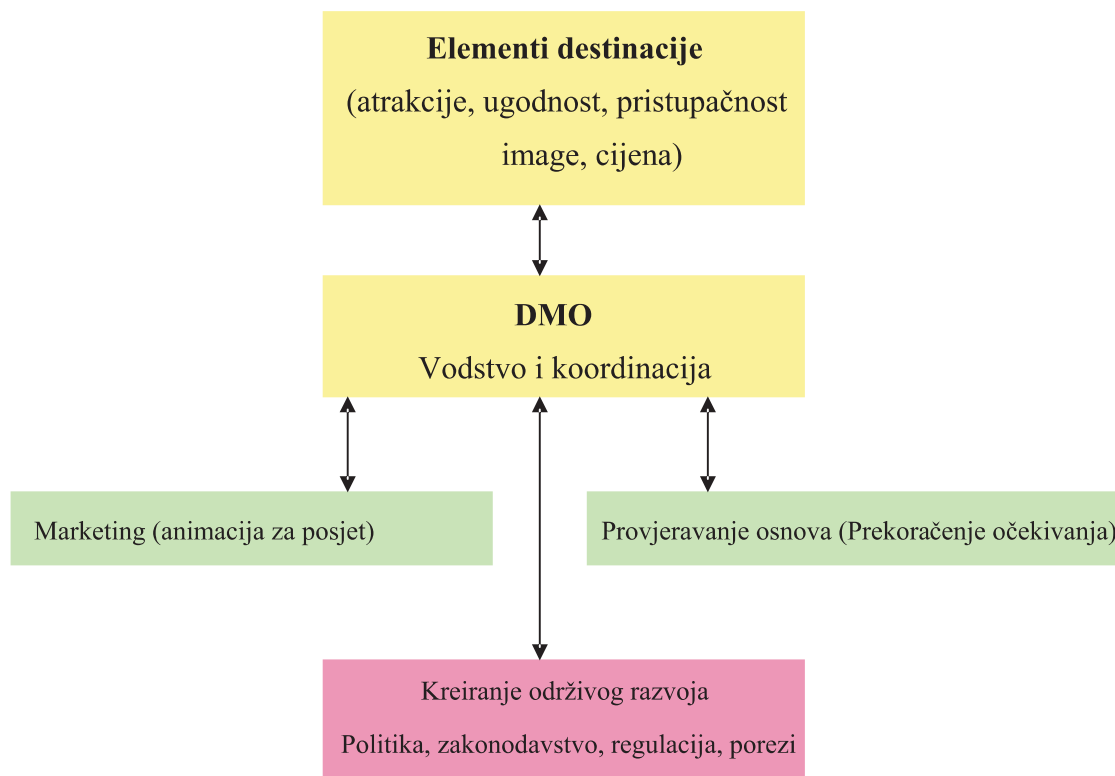 Elementi destinacije
(atrakcije, ugodnost, pristupačnost
image, cijena)
DMO
Vodstvo i koordinacija
Marketing (animacija za posjet)
Provjeravanje osnova (Prekoračenje očekivanja)
Kreiranje održivog razvoja
Politika, zakonodavstvo, regulacija, porezi